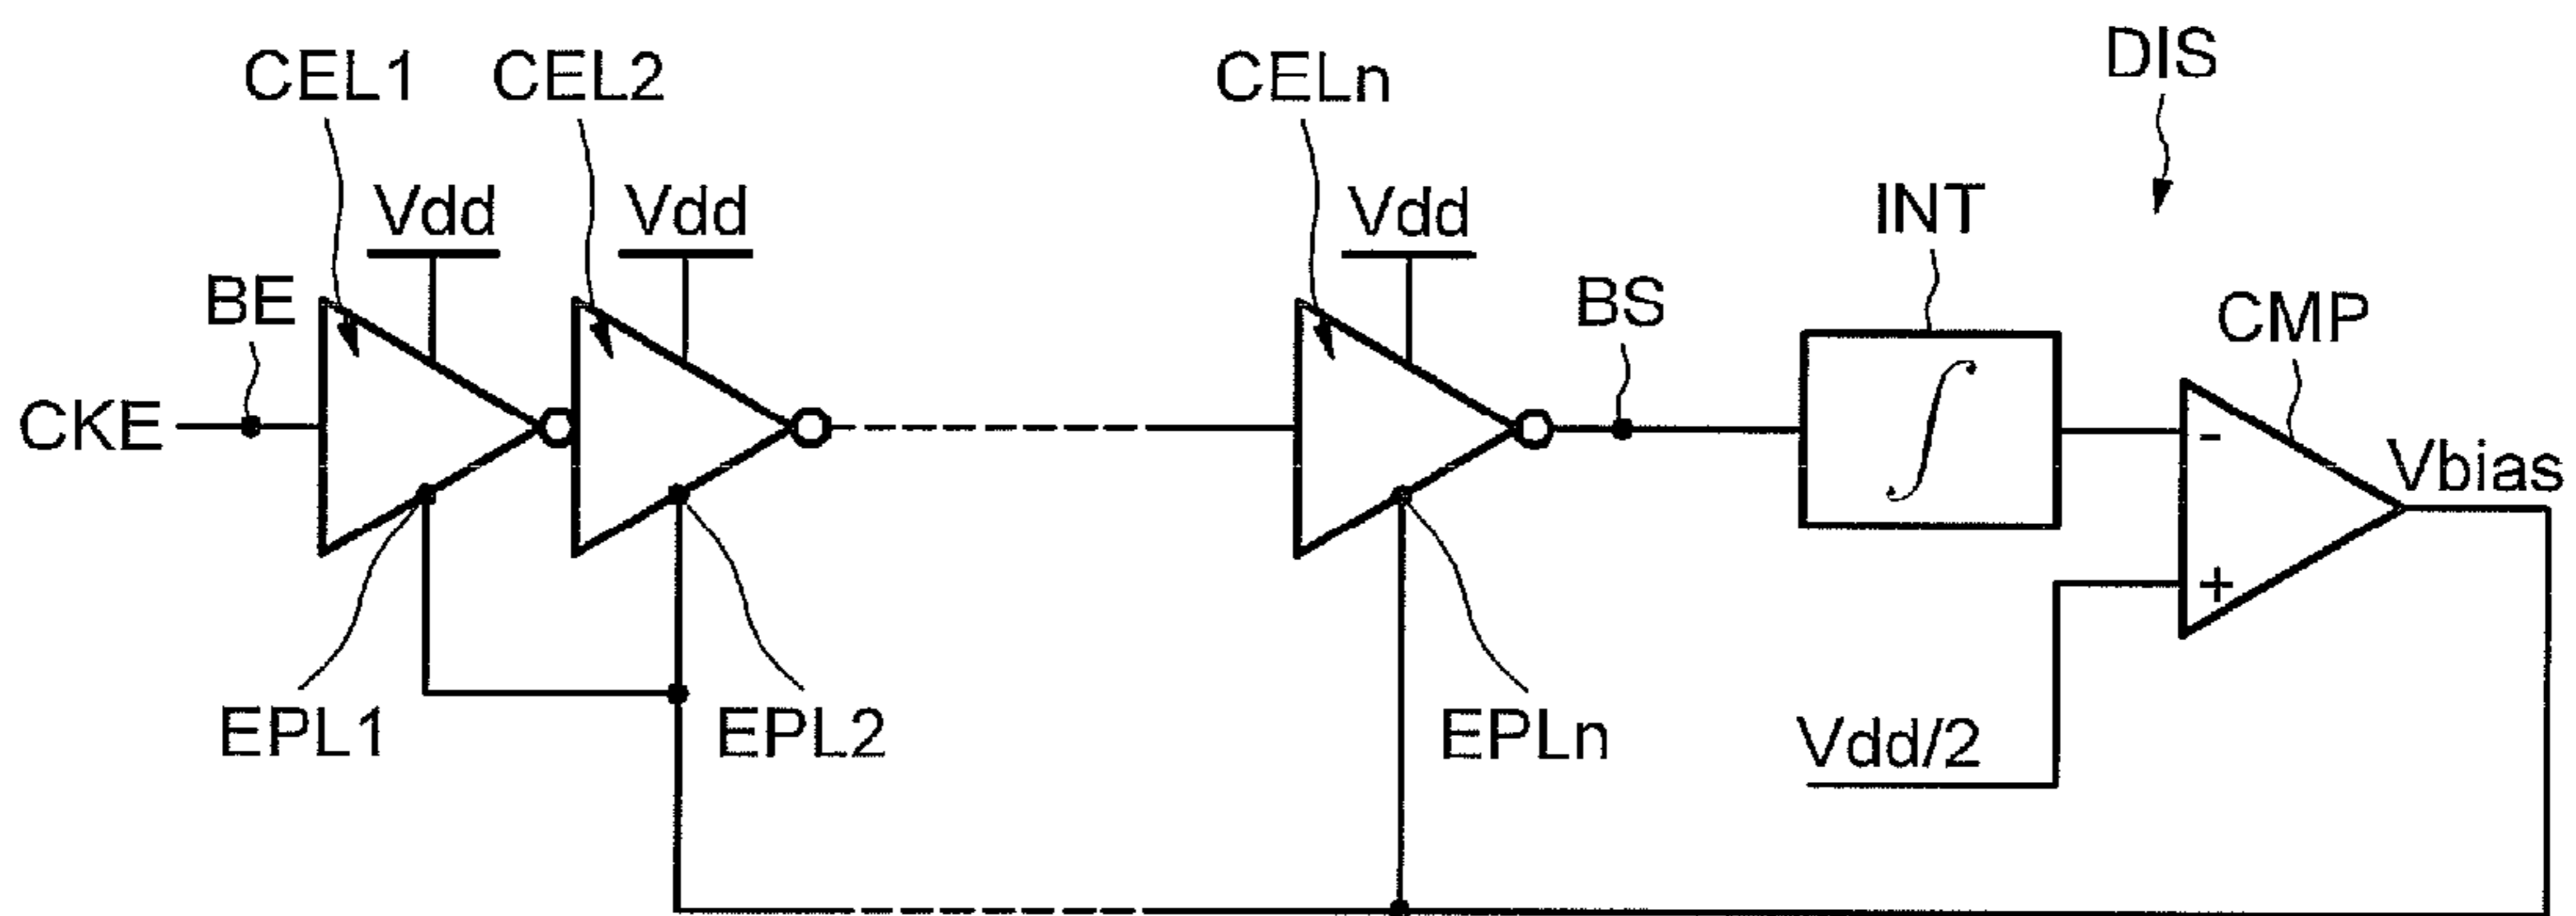 CEL1
CEL2
CELn
DIS
Vdd
Vdd
Vdd
INT
BE
BS
CMP
CKE
-
Vbias
+
EPL1
EPL2
EPLn
Vdd/2